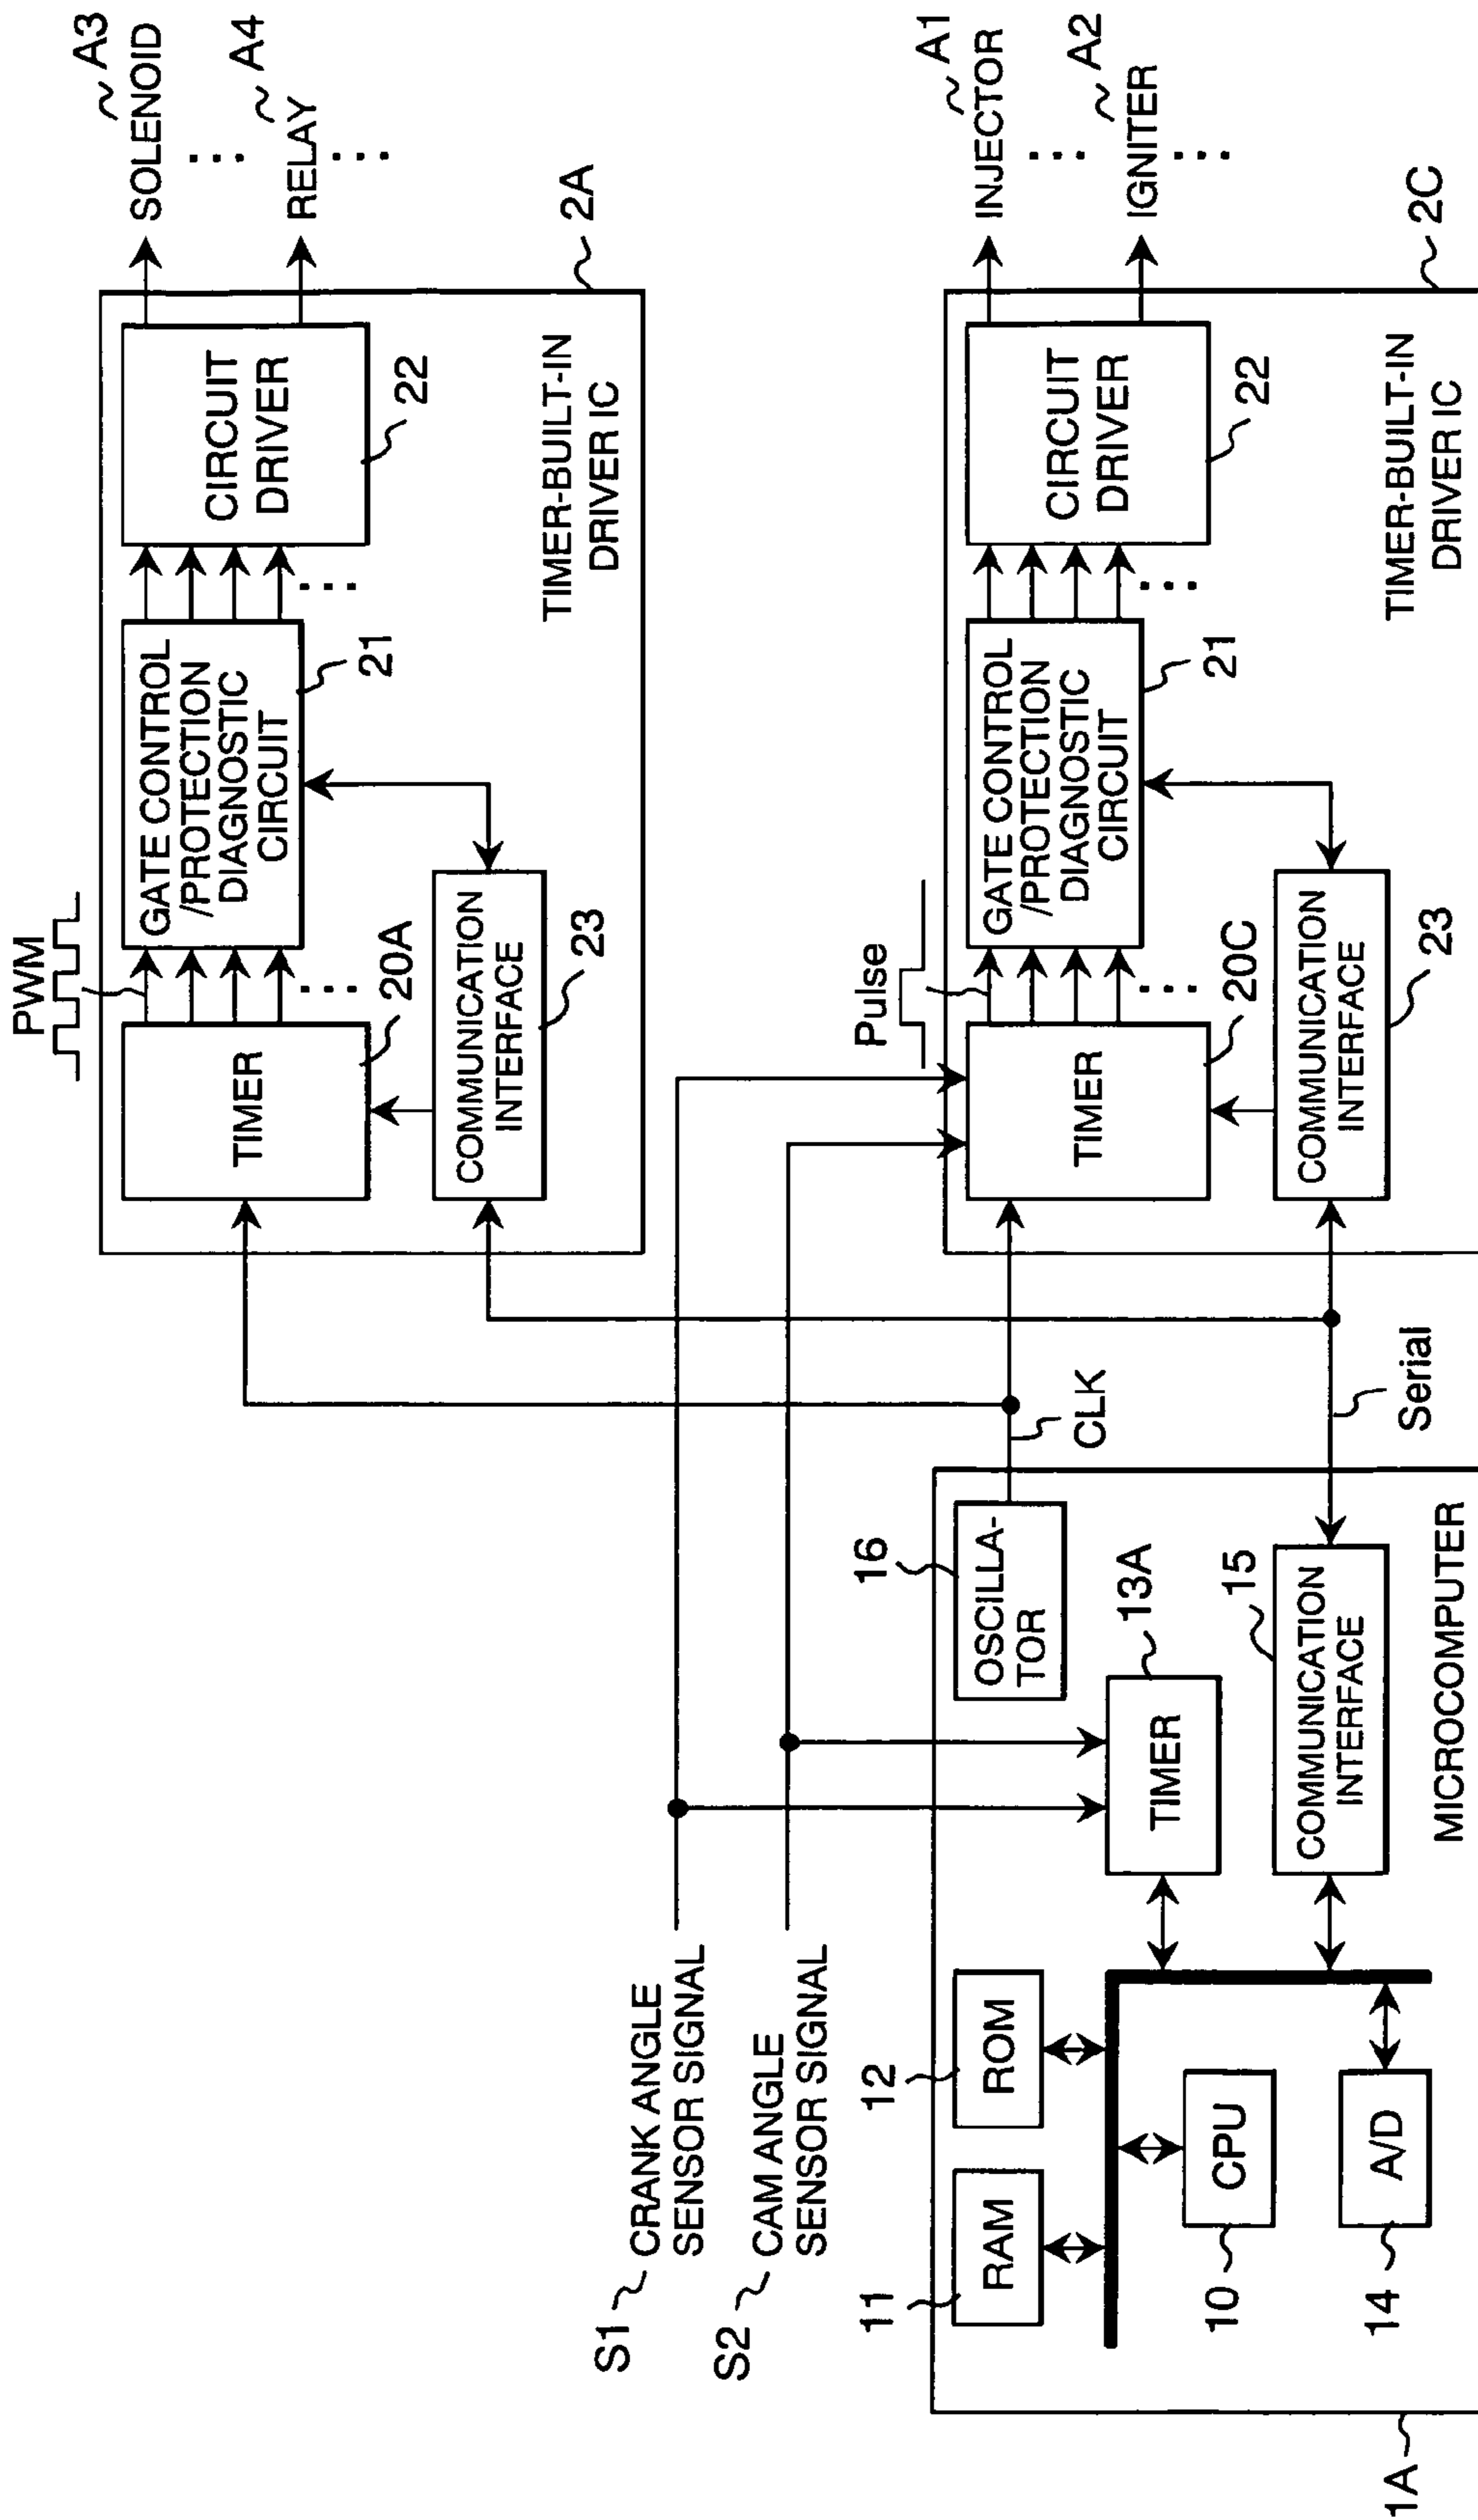 PWM
TIMER
20A
GATE CONTROL
/PROTECTION
DIAGNOSTIC
CIRCUIT
21
CIRCUIT
DRIVER
22
COMMUNICATION
INTERFACE
23
TIMER-BUILT-IN
DRIVER IC
2A
A3
SOLENOID
A4
RELAY
S1
CRANK ANGLE
SENSOR SIGNAL
S2
CAM ANGLE
SENSOR SIGNAL
Pulse
TIMER
20C
GATE CONTROL
/PROTECTION
DIAGNOSTIC
CIRCUIT
21
CIRCUIT
DRIVER
22
COMMUNICATION
INTERFACE
23
TIMER-BUILT-IN
DRIVER IC
2C
A1
INJECTOR
A2
IGNITER
11
RAM
12
ROM
16
OSCILLA-
TOR
CLK
13A
TIMER
10
CPU
15
COMMUNICATION
INTERFACE
Serial
14
A/D
MICROCOMPUTER
1A